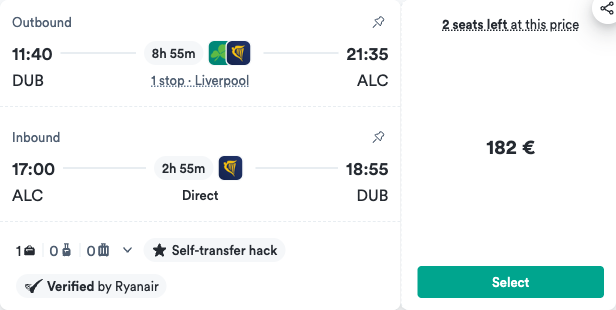 Outbound
2 seats left at this price
11:40 8h 55m 21:35
DUB 1 stop · Liverpool ALC
Inbound
182 €
17:00 2h 55m 18:55
ALC Direct DUB
1 0 0 Self-transfer hack
Verified by Ryanair
Select